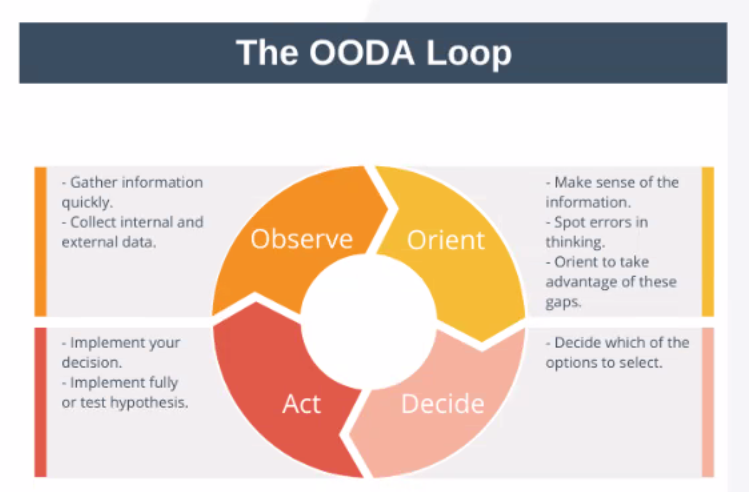 The OODA Loop
- Gather information
quickly.
- Collect internal and
external data.
Observe
Orient
- Make sense of the
information.
- Spot errors in
thinking.
- Orient to take
advantage of these
gaps.
- Implement your
decision.
- Implement fully
or test hypothesis.
Act
Decide
- Decide which of the
options to select.